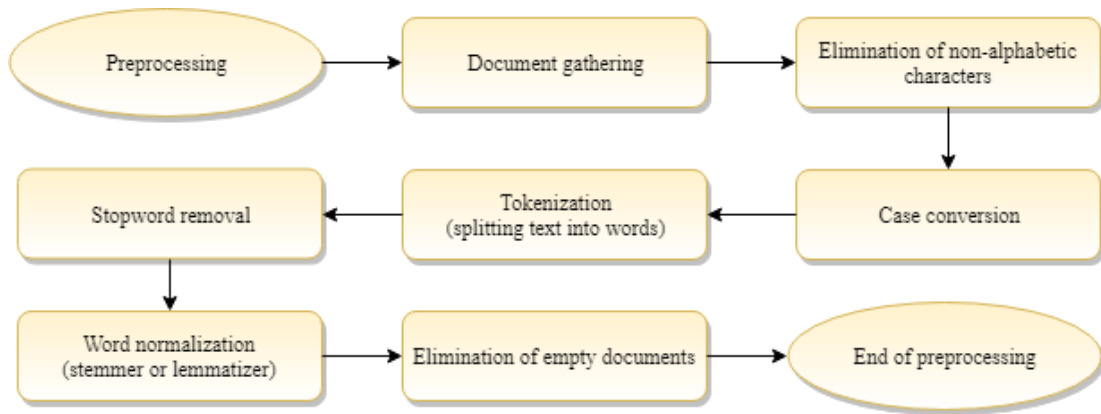 Preprocessing
Document gathering
Elimination of non-alphabetic
characters
Case conversion
Tokenization
(splitting text into words)
Stopword removal
Word normalization
(stemmer or lemmatizer)
Elimination of empty documents
End of preprocessing